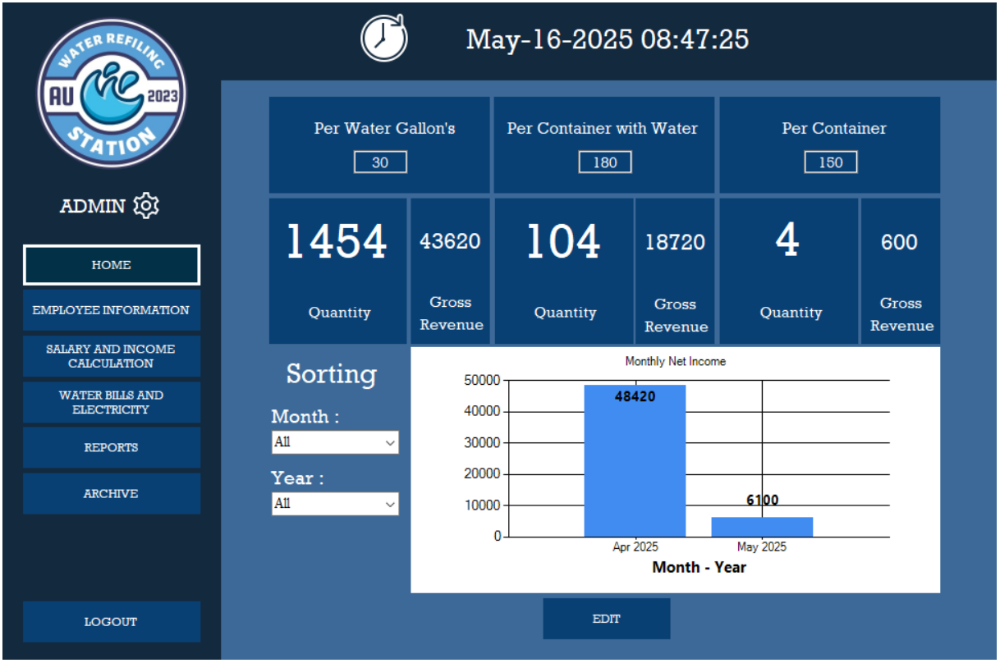 WATER REFILING
AU
2023
STATION
May-16-2025 08:47:25
ADMIN
HOME
EMPLOYEE INFORMATION
SALARY AND INCOME
CALCULATION
WATER BILLS AND
ELECTRICITY
REPORTS
ARCHIVE
LOGOUT
Per Water Gallon's
30
Per Container with Water
180
Per Container
150
1454
Quantity
43620
Gross
Revenue
104
Quantity
18720
Gross
Revenue
4
Quantity
600
Gross
Revenue
Sorting
Month :
All
Year :
All
Monthly Net Income
50000
40000
30000
20000
10000
0
48420
6100
Apr 2025
May 2025
Month - Year
EDIT